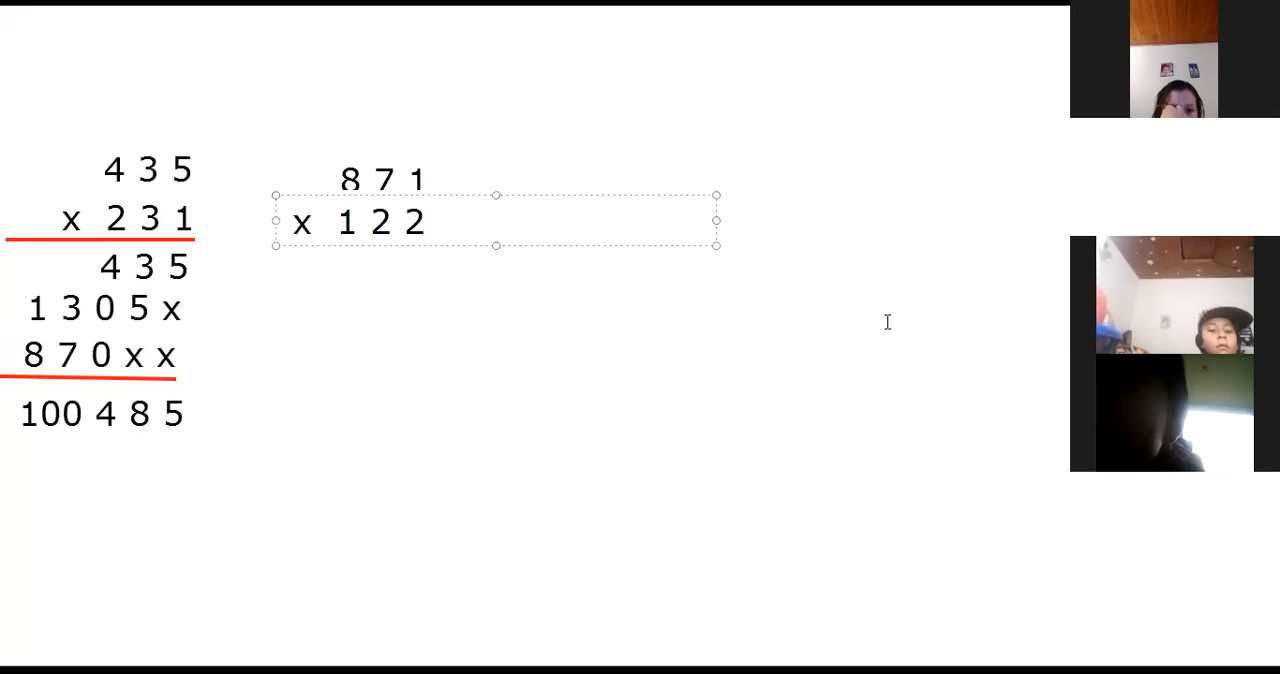 4 3 5
x 2 3 1
4 3 5
1 3 0 5 x
8 7 0 x x
100 4 8 5
8 7 1
x 1 2 2